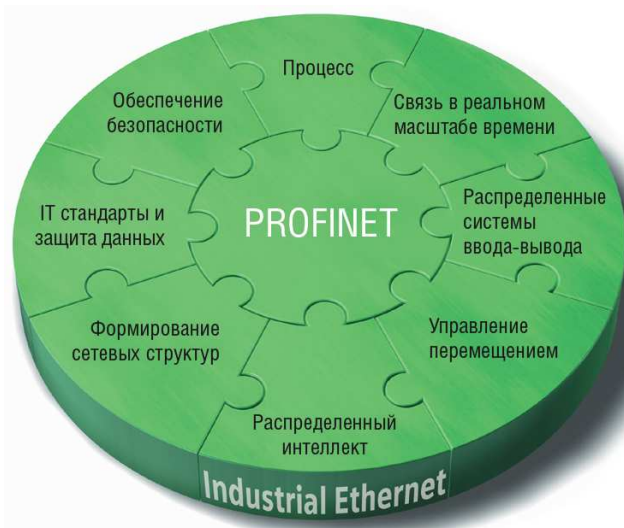 Процесс
Связь в реальном
масштабе времени
Распределенные
системы
ввода-вывода
Управление
перемещением
Распределенный
интеллект
Формирование
сетевых структур
IT стандарты и
защита данных
Обеспечение
безопасности
PROFINET
Industrial Ethernet